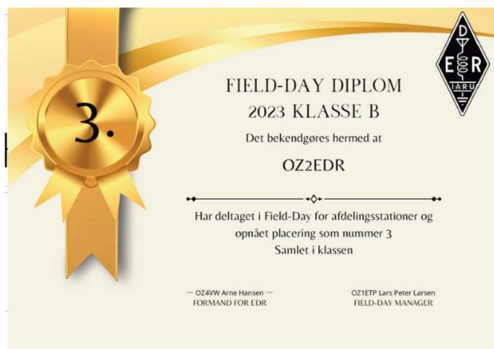 3.
D
E R
I.A.R.U
FIELD-DAY DIPLOM
2023 KLASSE B
Det bekendgøres hermed at
OZ2EDR
Har deltaget i Field-Day for afdelingsstationer og
opnået placering som nummer 3
Samlet i klassen
— OZ4VW Arne Hansen —
FORMAND FOR EDR
OZ1ETP Lars Peter Larsen
FIELD-DAY MANAGER